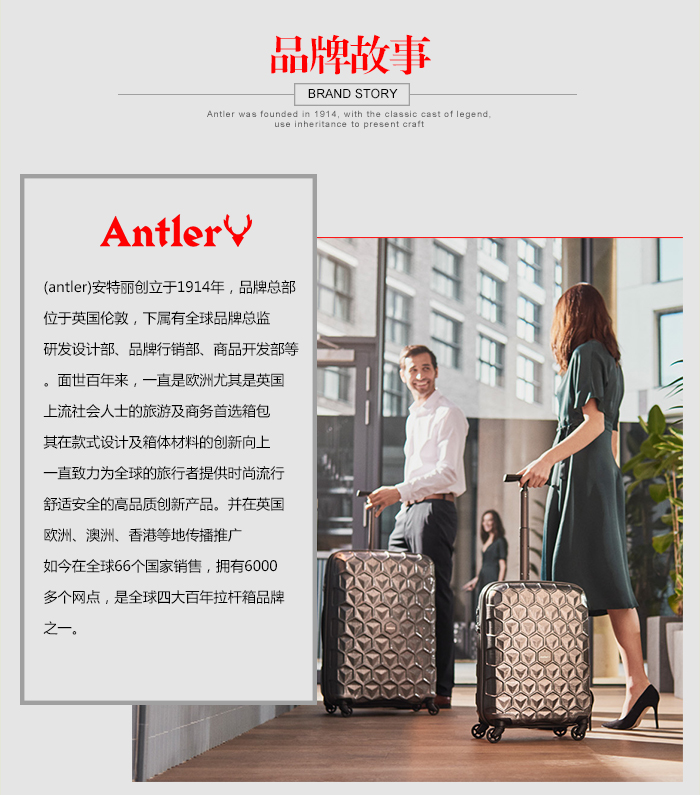 品牌故事
BRAND STORY
Antler was founded in 1914, with the classic cast of legend,
use inheritance to present craft
Antler
(antler)安特丽创立于1914年，品牌总部
位于英国伦敦，下属有全球品牌总监
研发设计部、品牌行销部、商品开发部等
。面世百年来，一直是欧洲尤其是英国
上流社会人士的旅游及商务首选箱包
其在款式设计及箱体材料的创新向上
一直致力为全球的旅行者提供时尚流行
舒适安全的高品质创新产品。并在英国
欧洲、澳洲、香港等地传播推广
如今在全球66个国家销售，拥有6000
多个网点，是全球四大百年拉杆箱品牌
之一。